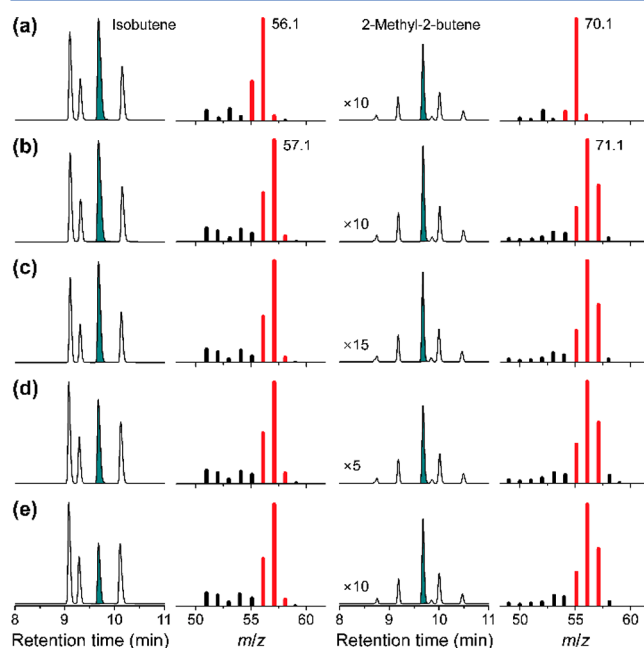 (a)
Isobutene
56.1
2-Methyl-2-butene
70.1
×10
(b)
57.1
71.1
×10
(c)
×15
(d)
×5
(e)
×10
8 9 10 11 50 55 60 8 9 10 11 50 55 60
Retention time (min) m/z Retention time (min) m/z